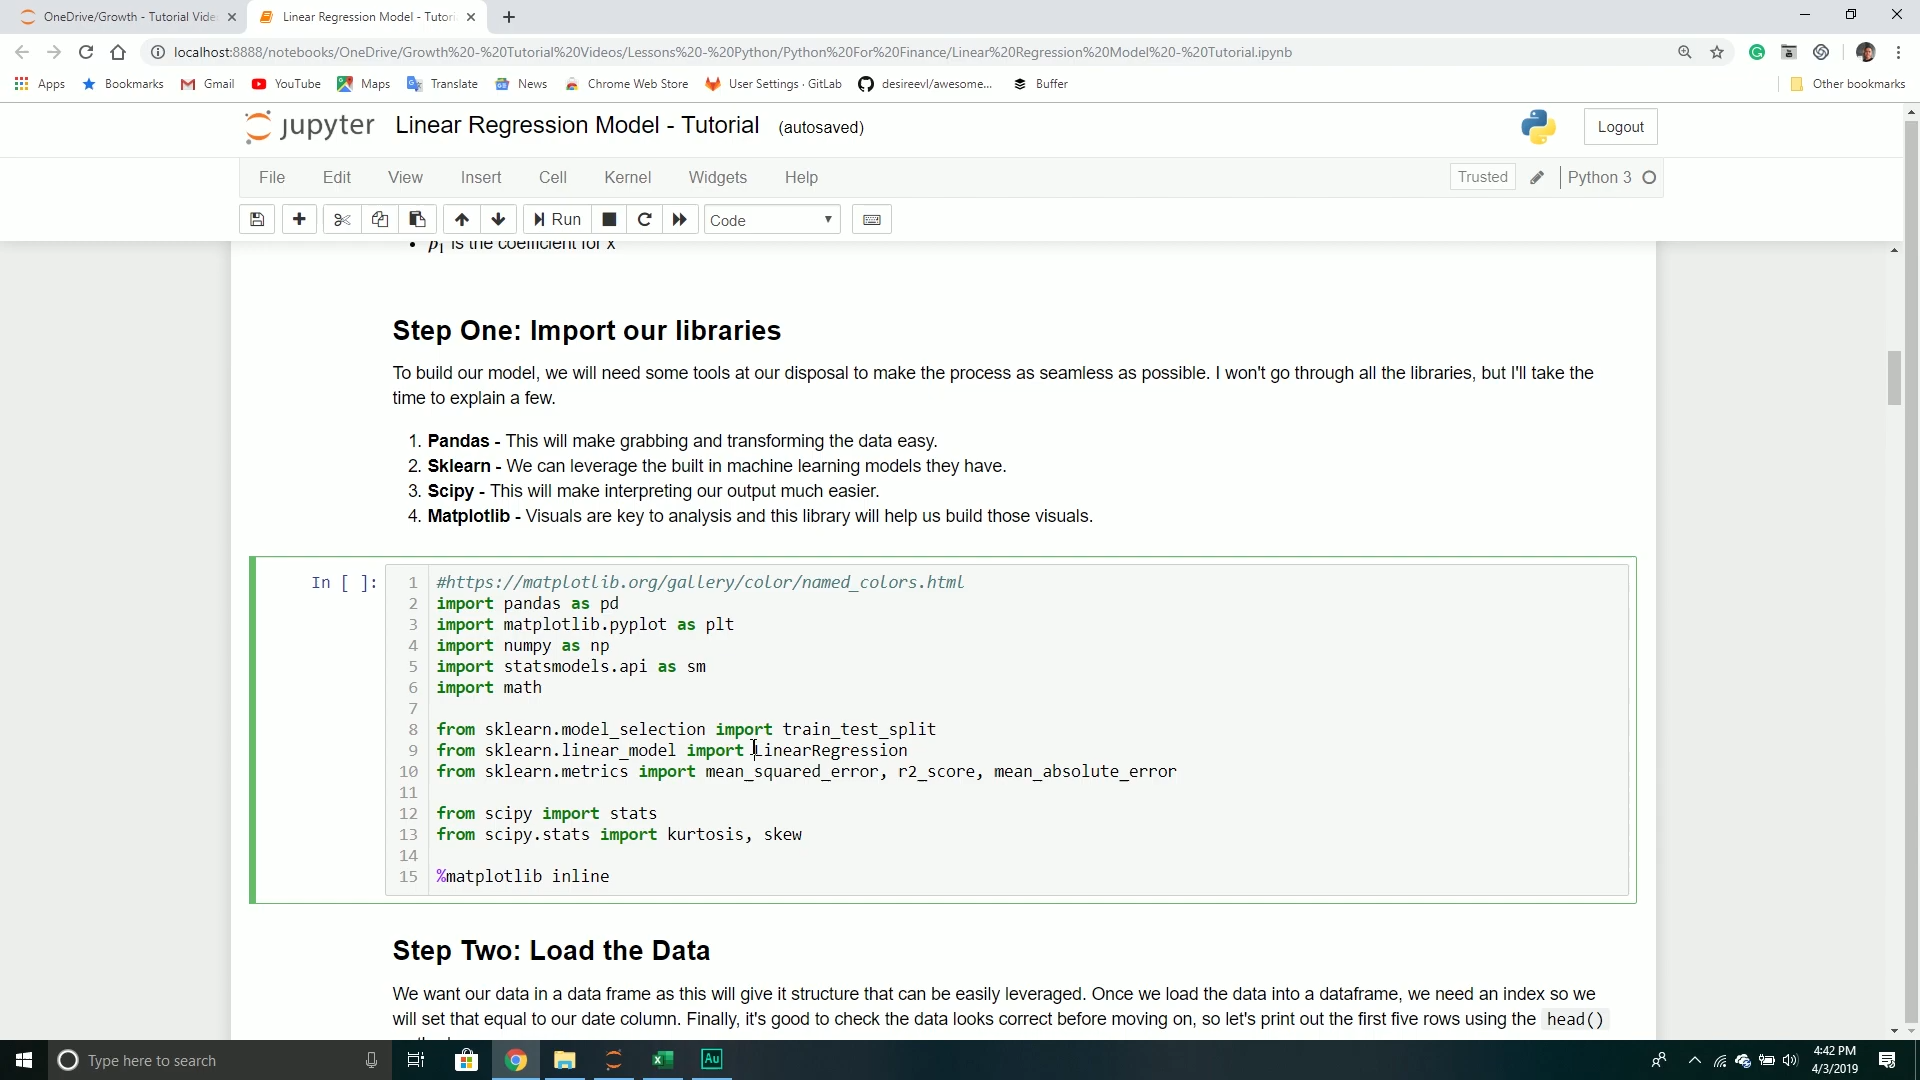 OneDrive/Growth - Tutorial Vide
Linear Regression Model - Tutori
localhost:8888/notebooks/OneDrive/Growth%20-%20Tutorial%20Videos/Lessons%20-%20Python/Python%20For%20Finance/Linear%20Regression%20Model%20-%20Tutorial.ipynb
Apps Bookmarks Gmail YouTube Maps Translate News Chrome Web Store User Settings · GitLab desireevl/awesome... Buffer Other bookmarks
jupyter Linear Regression Model - Tutorial (autosaved) Logout
File Edit View Insert Cell Kernel Widgets Help Trusted Python 3
Run Code
is the coefficient for x
Step One: Import our libraries
To build our model, we will need some tools at our disposal to make the process as seamless as possible. I won't go through all the libraries, but I'll take the
time to explain a few.
1. Pandas - This will make grabbing and transforming the data easy.
2. Sklearn - We can leverage the built in machine learning models they have.
3. Scipy - This will make interpreting our output much easier.
4. Matplotlib - Visuals are key to analysis and this library will help us build those visuals.
In [ ]:
1 #https://matplotlib.org/gallery/color/named_colors.html
2 import pandas as pd
3 import matplotlib.pyplot as plt
4 import numpy as np
5 import statsmodels.api as sm
6 import math
7
8 from sklearn.model_selection import train_test_split
9 from sklearn.linear_model import LinearRegression
10 from sklearn.metrics import mean_squared_error, r2_score, mean_absolute_error
11
12 from scipy import stats
13 from scipy.stats import kurtosis, skew
14
15 %matplotlib inline
Step Two: Load the Data
We want our data in a data frame as this will give it structure that can be easily leveraged. Once we load the data into a dataframe, we need an index so we
will set that equal to our date column. Finally, it's good to check the data looks correct before moving on, so let's print out the first five rows using the head()
Type here to search
Au
4:42 PM
4/3/2019